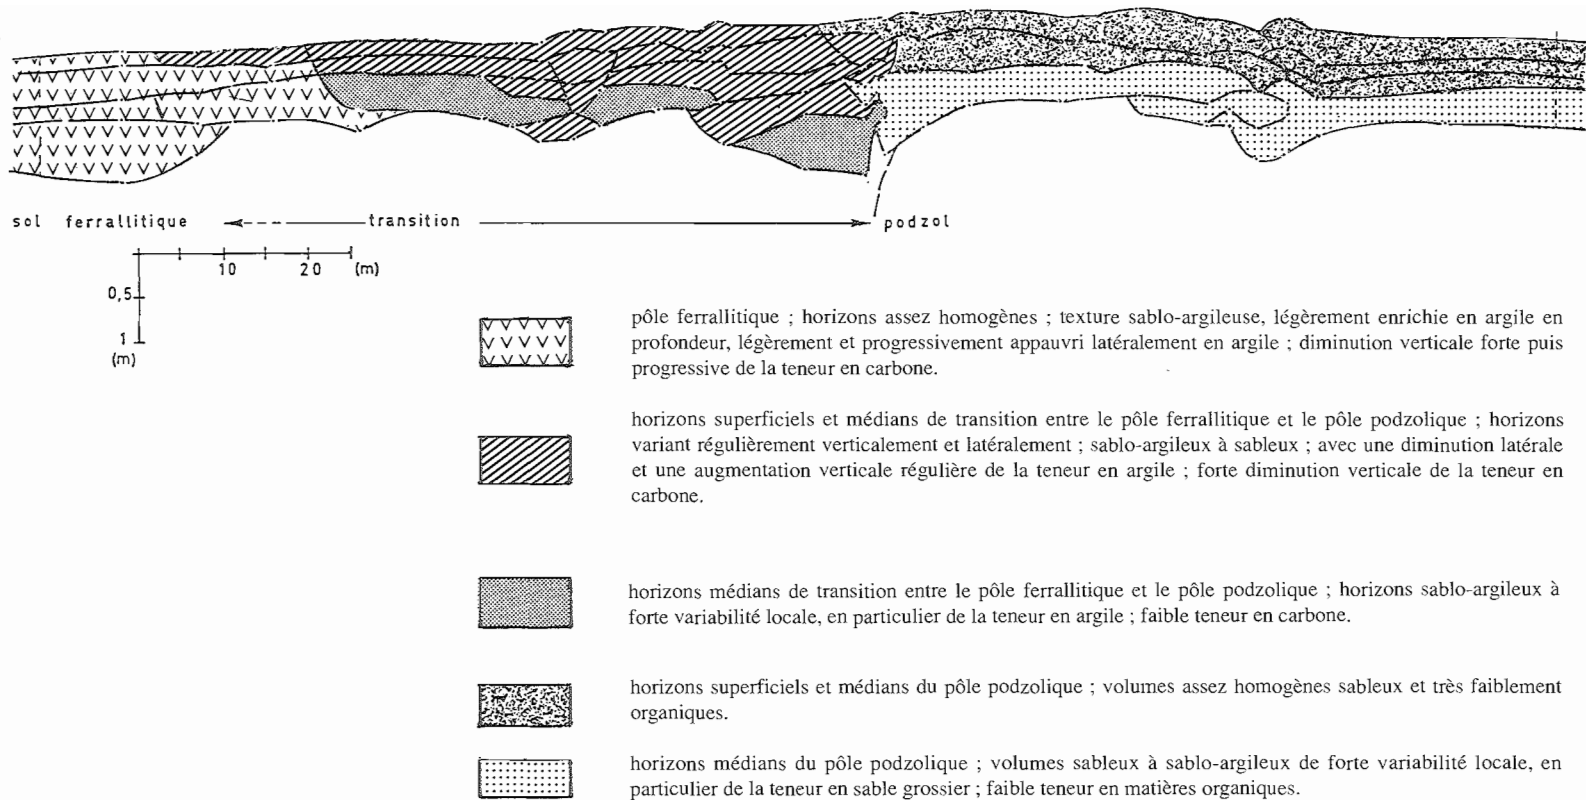 sol ferrallitique transition podzol
10 20 (m)
0,5
1
(m)
pôle ferrallitique ; horizons assez homogènes ; texture sablo-argileuse, légèrement enrichie en argile en
profondeur, légèrement et progressivement appauvri latéralement en argile ; diminution verticale forte puis
progressive de la teneur en carbone.
horizons superficiels et médians de transition entre le pôle ferrallitique et le pôle podzolique ; horizons
variant régulièrement verticalement et latéralement ; sablo-argileux à sableux ; avec une diminution latérale
et une augmentation verticale régulière de la teneur en argile ; forte diminution verticale de la teneur en
carbone.
horizons médians de transition entre le pôle ferrallitique et le pôle podzolique ; horizons sablo-argileux à
forte variabilité locale, en particulier de la teneur en argile ; faible teneur en carbone.
horizons superficiels et médians du pôle podzolique ; volumes assez homogènes sableux et très faiblement
organiques.
horizons médians du pôle podzolique ; volumes sableux à sablo-argileux de forte variabilité locale, en
particulier de la teneur en sable grossier ; faible teneur en matières organiques.